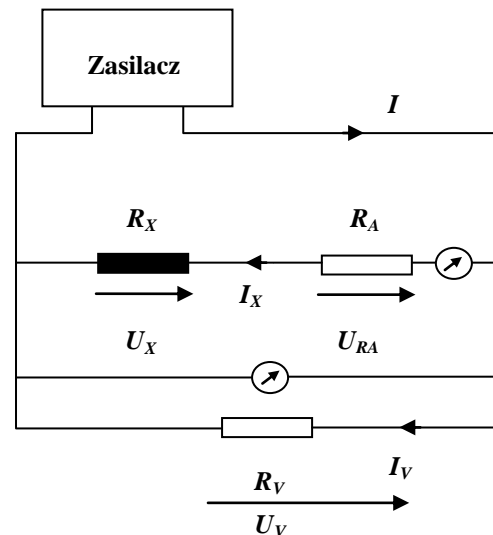 Zasilacz
I
R_X R_A
I_X
U_X U_RA
I_V
R_V
U_V